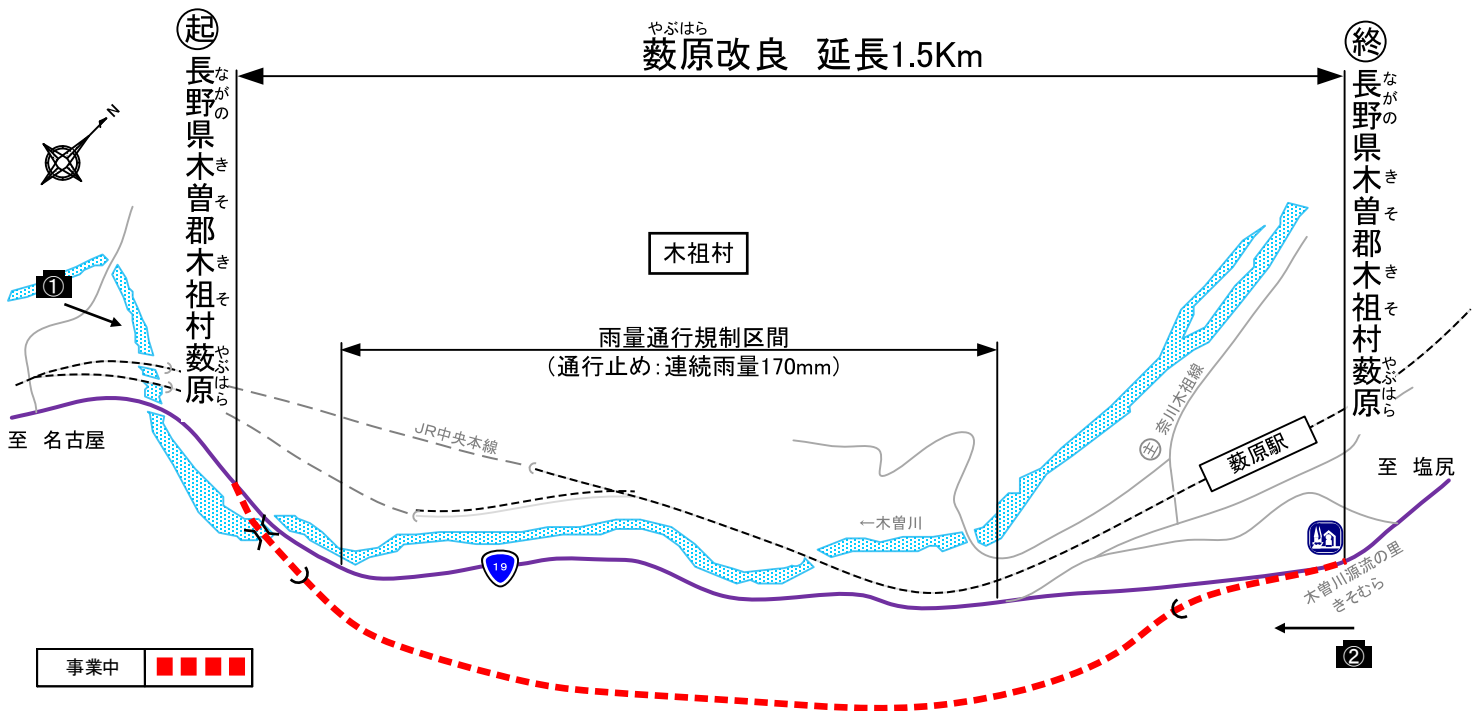 起
長野県木曽郡木祖村薮原
ながの
きそ
きそ
やぶはら
やぶはら
薮原改良　延長1.5Km
終
長野県木曽郡木祖村薮原
ながの
きそ
きそ
やぶはら
N
木祖村
①
雨量通行規制区間
（通行止め：連続雨量170mm）
至　名古屋
JR中央本線
主 奈川木祖線
薮原駅
至　塩尻
←木曽川
19
木曽川源流の里
きそむら
事業中
②